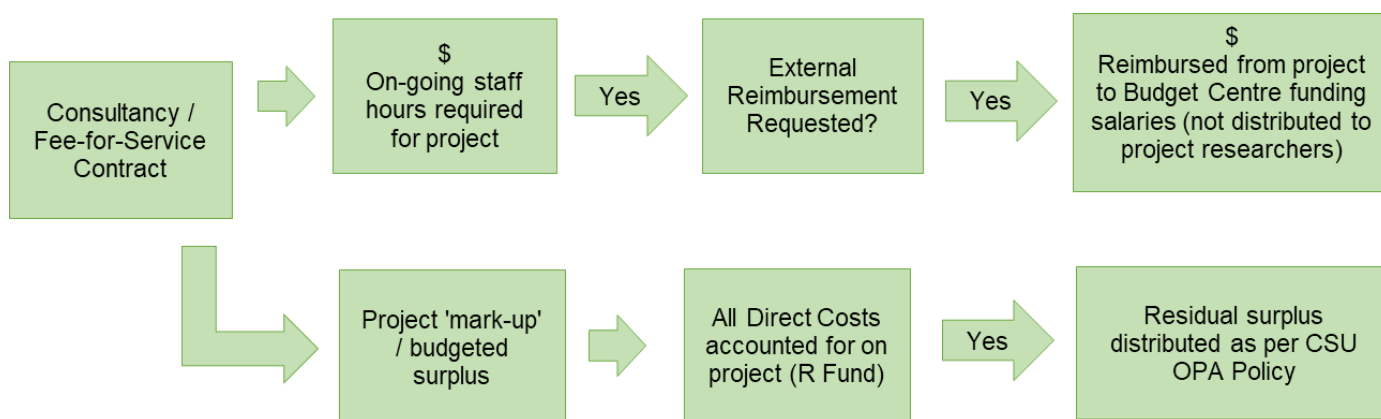 Consultancy /
Fee-for-Service
Contract
$
On-going staff
hours required
for project
Yes
External
Reimbursement
Requested?
Yes
$
Reimbursed from project
to Budget Centre funding
salaries (not distributed to
project researchers)
Project 'mark-up'
/ budgeted
surplus
All Direct Costs
accounted for on
project (R Fund)
Yes
Residual surplus
distributed as per CSU
OPA Policy